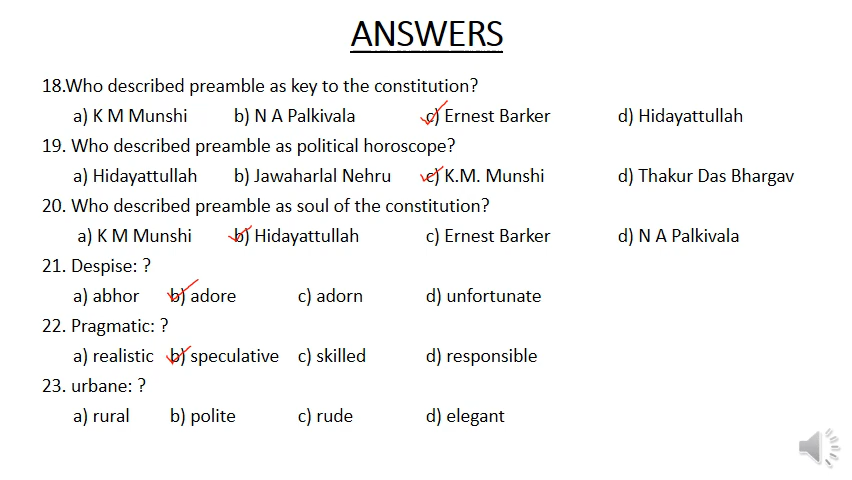 ANSWERS
18.Who described preamble as key to the constitution?
a) K M Munshi b) N A Palkivala c) Ernest Barker d) Hidayattullah
19. Who described preamble as political horoscope?
a) Hidayattullah b) Jawaharlal Nehru c) K.M. Munshi d) Thakur Das Bhargav
20. Who described preamble as soul of the constitution?
a) K M Munshi b) Hidayattullah c) Ernest Barker d) N A Palkivala
21. Despise: ?
a) abhor b) adore c) adorn d) unfortunate
22. Pragmatic: ?
a) realistic b) speculative c) skilled d) responsible
23. urbane: ?
a) rural b) polite c) rude d) elegant